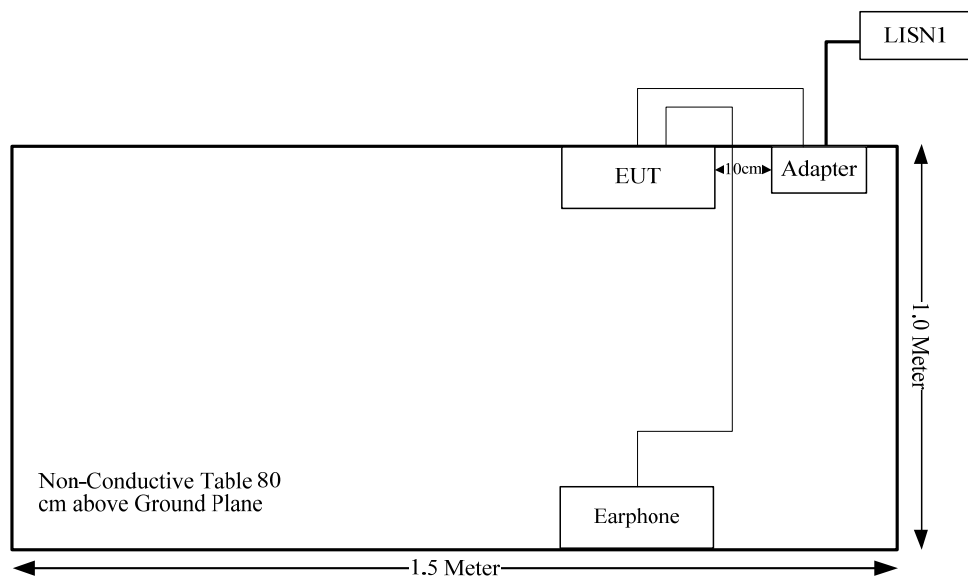 LISN1
EUT
10cm
Adapter
1.0 Meter
Non-Conductive Table 80
cm above Ground Plane
Earphone
1.5 Meter